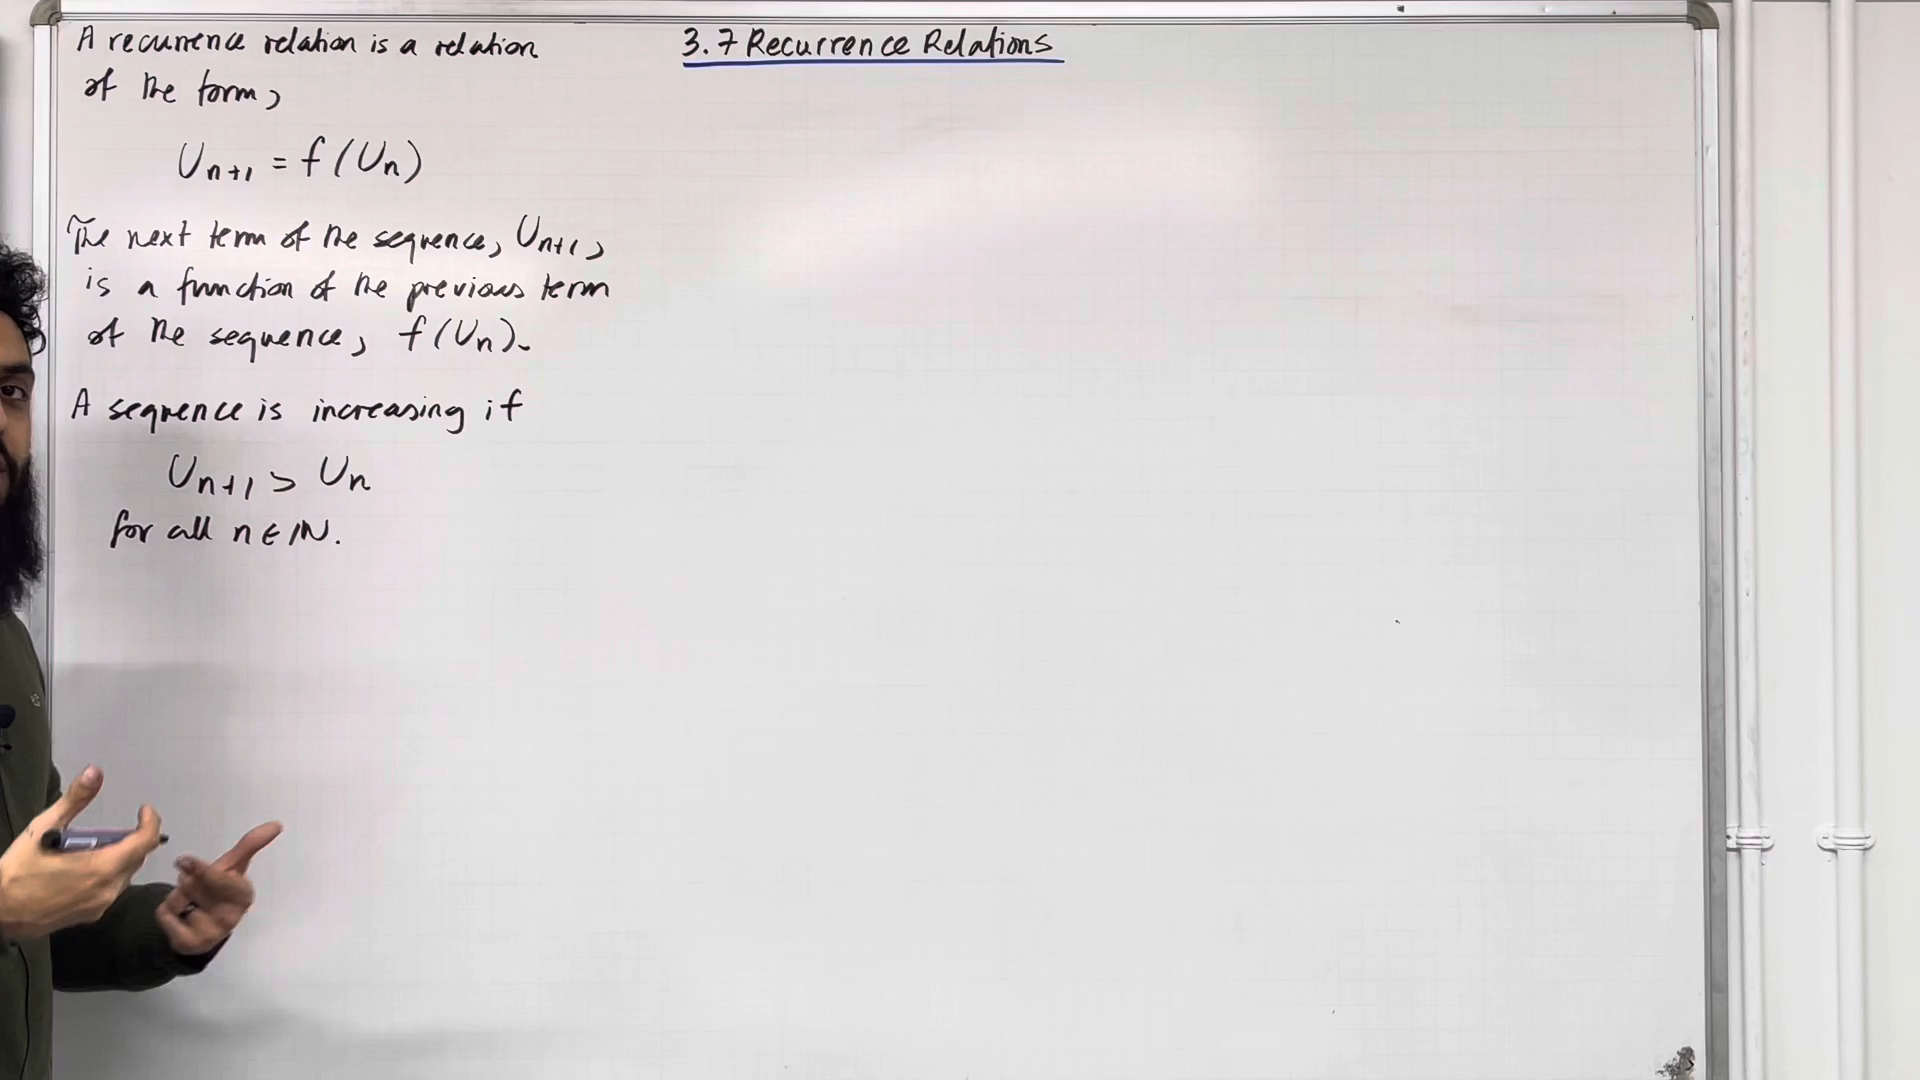 3.7 Recurrence Relations
A recurrence relation is a relation
of the form,
Uₙ₊₁ = f(Uₙ)
The next term of the sequence, Uₙ₊₁,
is a function of the previous term
of the sequence, f(Uₙ).
A sequence is increasing if
Uₙ₊₁ > Uₙ
for all n ∈ ℕ.